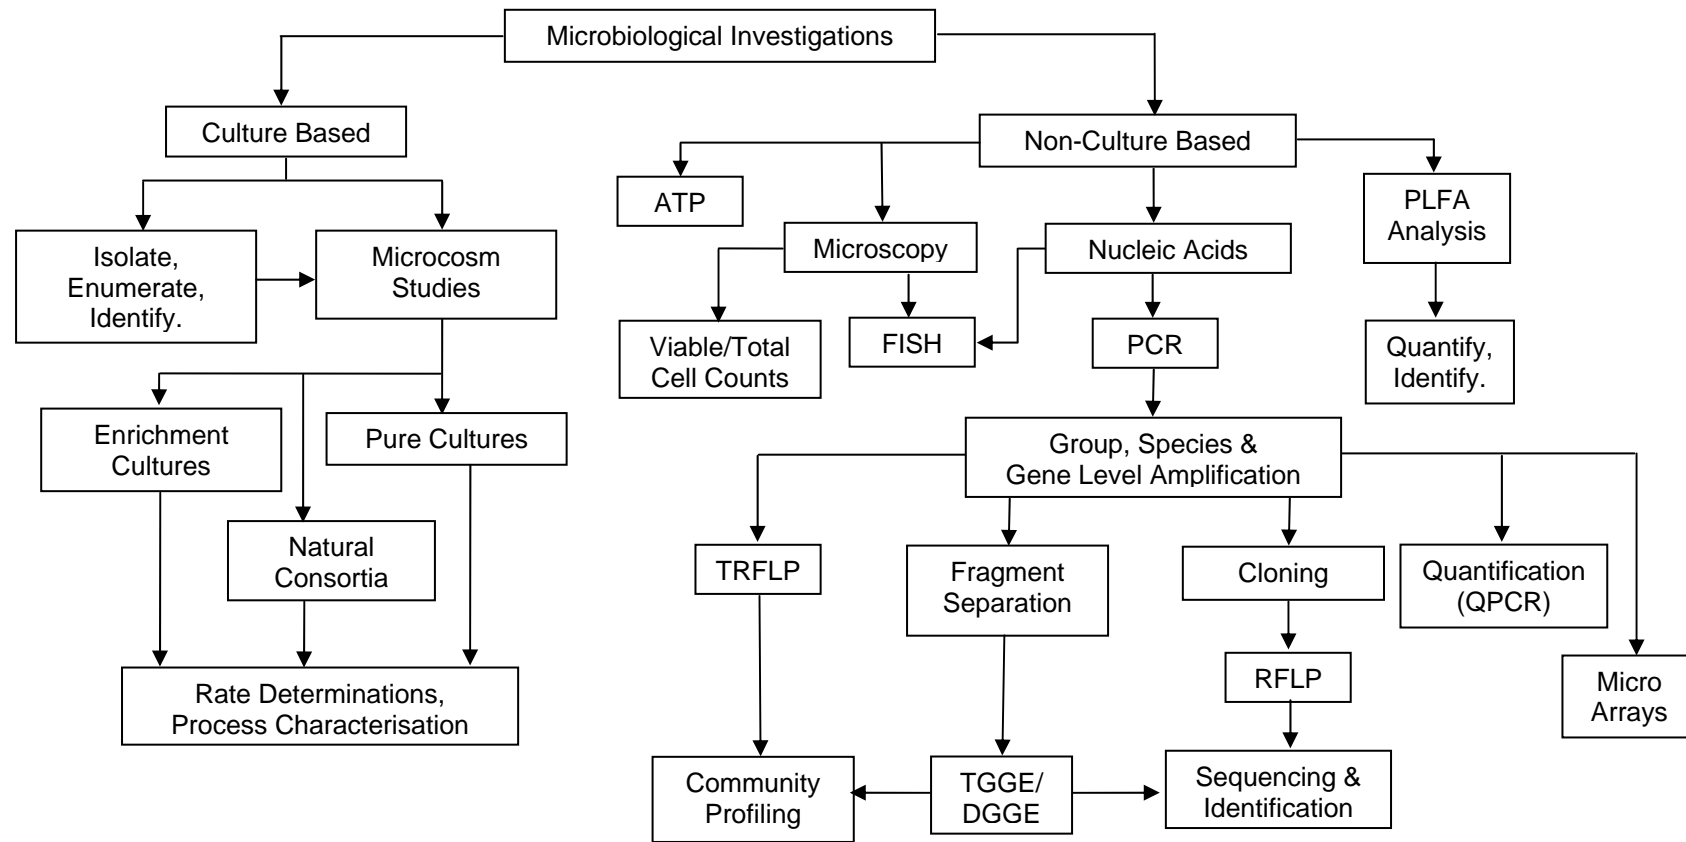 Microbiological Investigations
Culture Based
Non-Culture Based
Isolate,
Enumerate,
Identify.
Microcosm
Studies
ATP
Microscopy
Nucleic Acids
PLFA
Analysis
Viable/Total
Cell Counts
FISH
PCR
Quantify,
Identify.
Enrichment
Cultures
Pure Cultures
Natural
Consortia
Rate Determinations,
Process Characterisation
Group, Species &
Gene Level Amplification
TRFLP
Fragment
Separation
Cloning
Quantification
(QPCR)
RFLP
Micro
Arrays
Community
Profiling
TGGE/
DGGE
Sequencing &
Identification